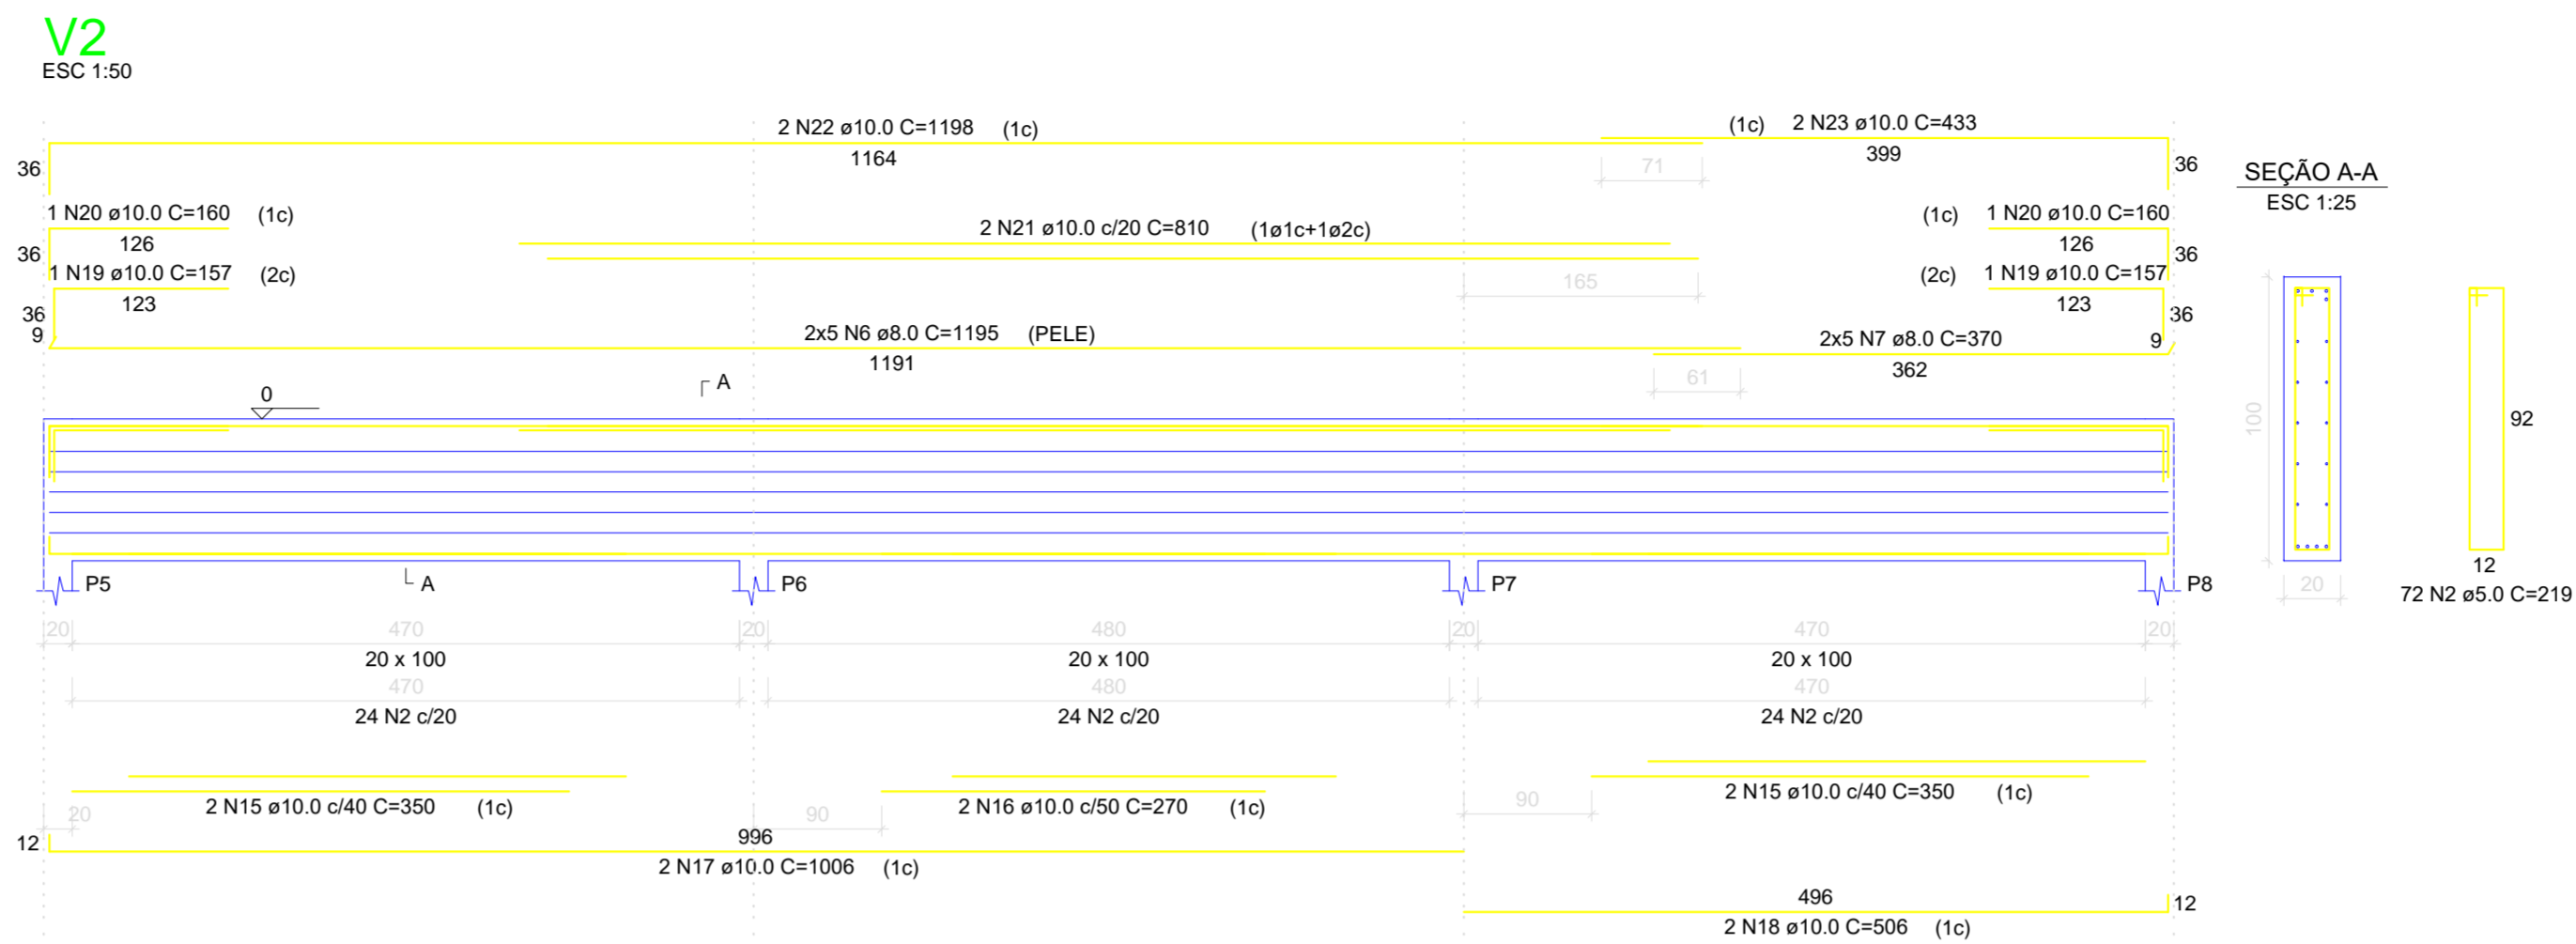 V2
ESC 1:50
2 N22 ø10.0 C=1198 (1c)
1164
36
(1c) 2 N23 ø10.0 C=433
399
36
71
1 N20 ø10.0 C=160 (1c)
126
36
2 N21 ø10.0 c/20 C=810 (1ø1c+1ø2c)
165
(1c) 1 N20 ø10.0 C=160
126
36
1 N19 ø10.0 C=157 (2c)
123
36
(2c) 1 N19 ø10.0 C=157
123
36
9
2x5 N6 ø8.0 C=1195 (PELE)
1191
2x5 N7 ø8.0 C=370
9
362
61
SEÇÃO A-A
ESC 1:25
100
20
92
12
72 N2 ø5.0 C=219
A
0
A
P5
P6
P7
P8
20 470 20 480 20 470 20
20 x 100 20 x 100 20 x 100
470 480 470
24 N2 c/20 24 N2 c/20 24 N2 c/20
2 N15 ø10.0 c/40 C=350 (1c)
20
2 N16 ø10.0 c/50 C=270 (1c)
90
2 N15 ø10.0 c/40 C=350 (1c)
90
12
996
2 N17 ø10.0 C=1006 (1c)
496
12
2 N18 ø10.0 C=506 (1c)